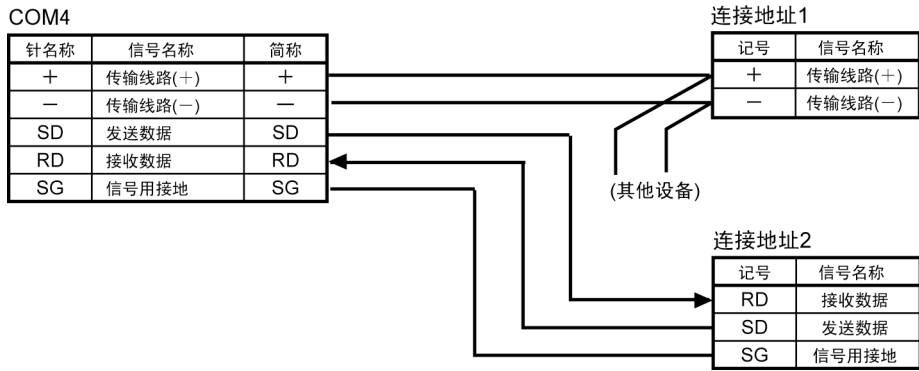 COM4
针名称 信号名称 简称
＋ 传输线路(＋) ＋
－ 传输线路(－) －
SD 发送数据 SD
RD 接收数据 RD
SG 信号用接地 SG
连接地址1
记号 信号名称
＋ 传输线路(＋)
－ 传输线路(－)
(其他设备)
连接地址2
记号 信号名称
RD 接收数据
SD 发送数据
SG 信号用接地